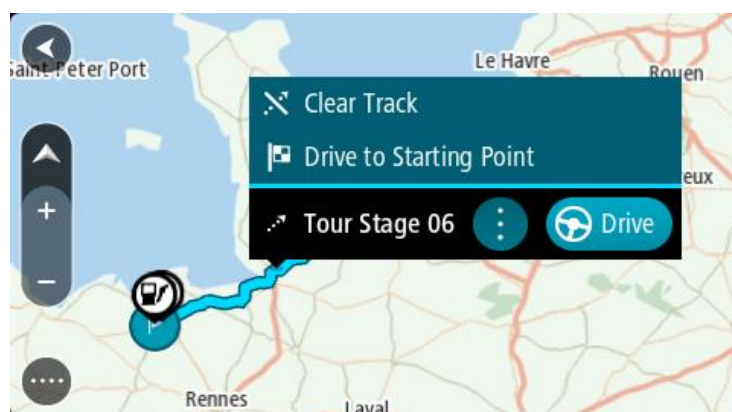 Saint Peter Port
Le Havre
Rouen
Clear Track
Drive to Starting Point
eux
Tour Stage 06
Drive
+
−
Rennes
Laval